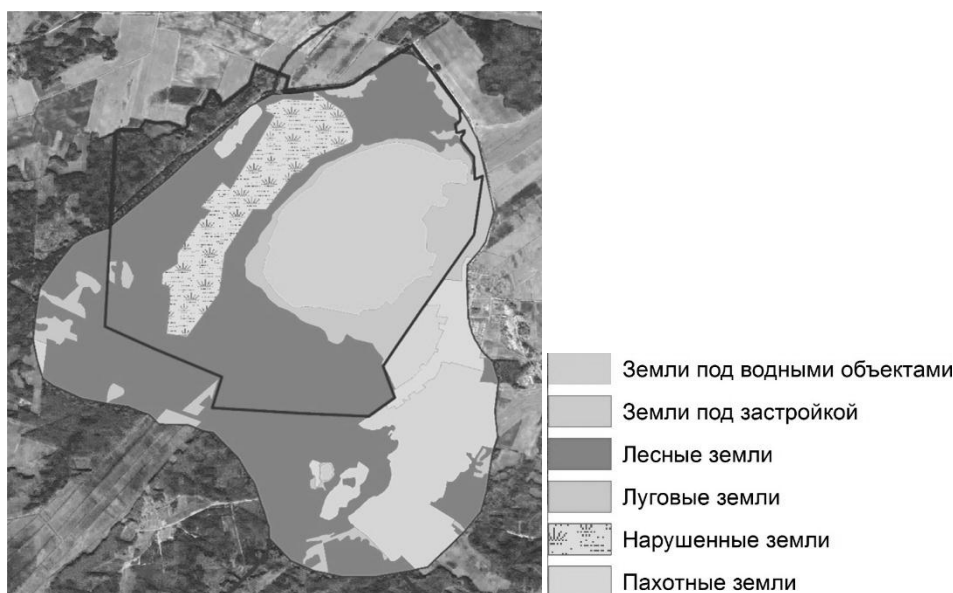 Земли под водными объектами
Земли под застройкой
Лесные земли
Луговые земли
Нарушенные земли
Пахотные земли